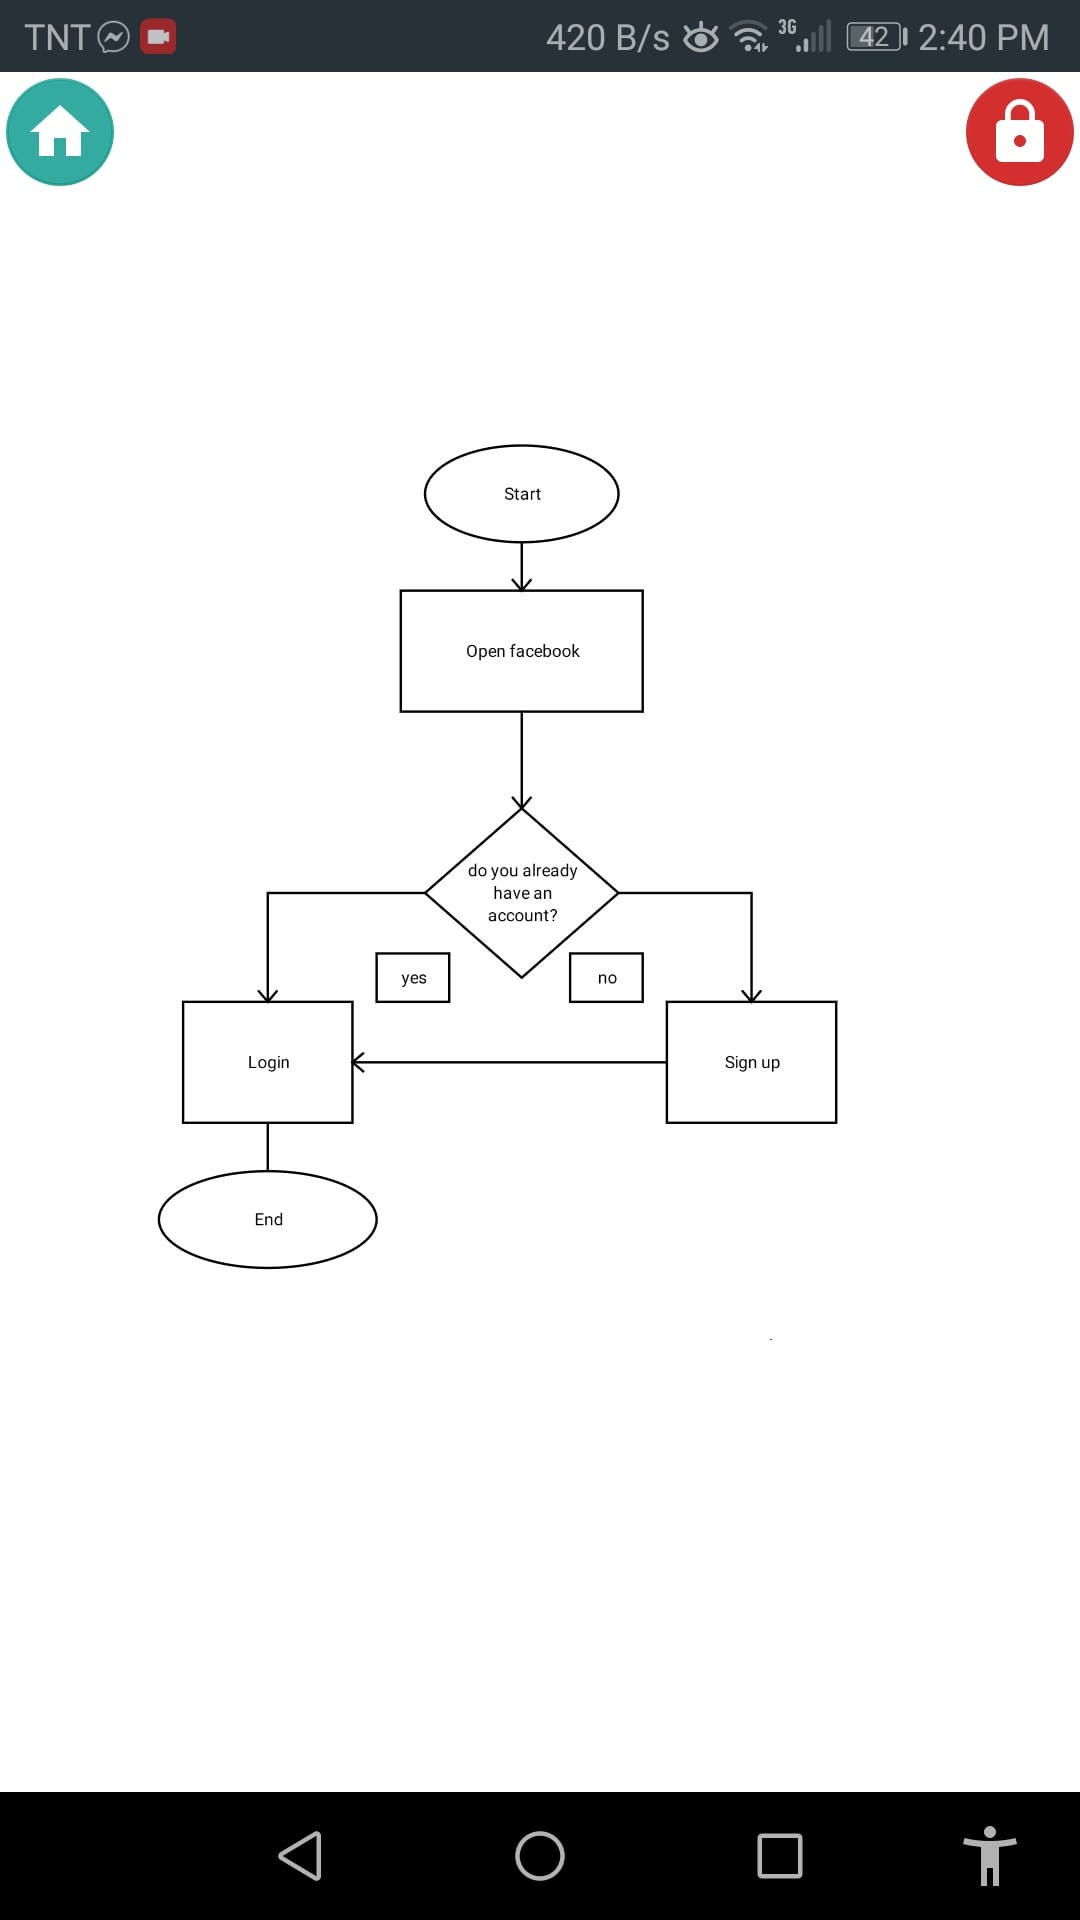 TNT 420 B/s 3G 42 2:40 PM
Start
Open facebook
do you already
have an
account?
yes no
Login Sign up
End